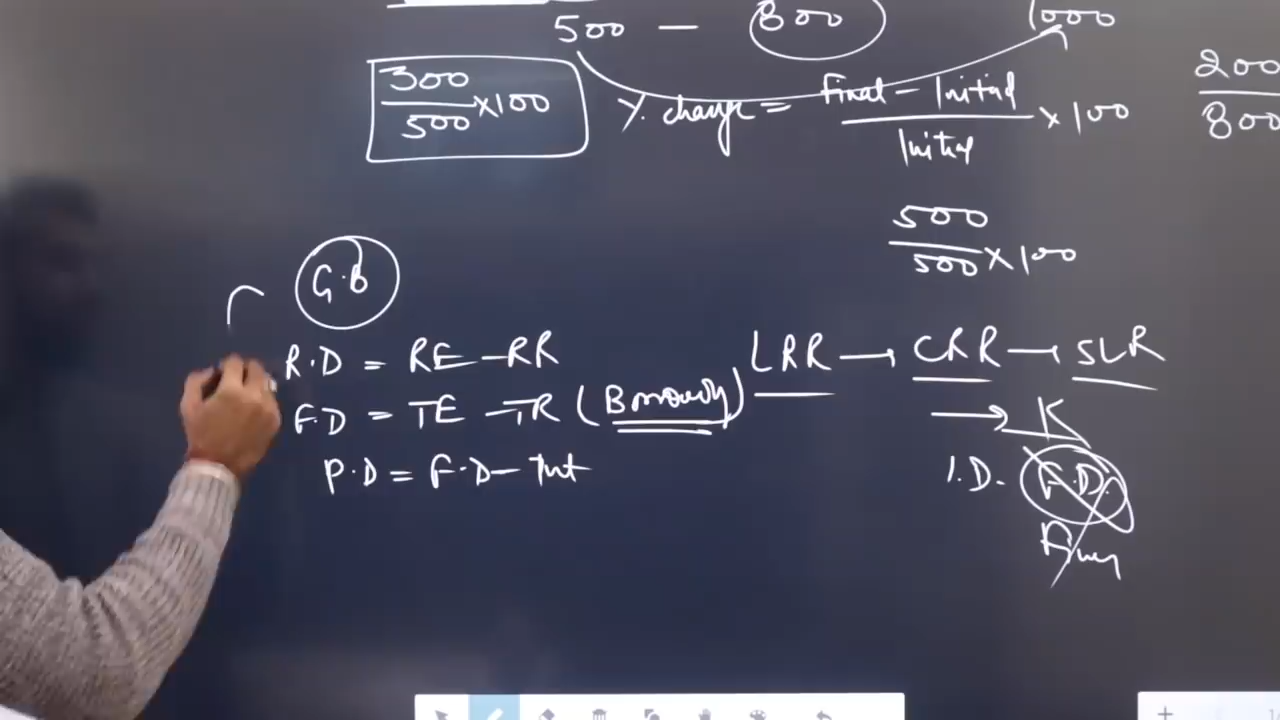 500 — 800 1000
300/500 × 100
% change = Final - Initial / Initial × 100
200/800
500/500 × 100
G.B
R.D = RE - RR
F.D = TE - TR (Borrowing)
P.D = F.D - Int
LRR → CRR → SLR
→ K
I.D. F.D.